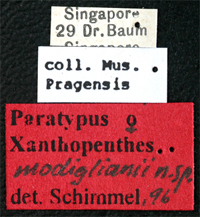 Singapore
29 Dr.Baum
Singapore
coll. Mus.
Pragensis
Paratypus ♀
Xanthopenthes..
modiglianii n.sp.
det. Schimmel, 96